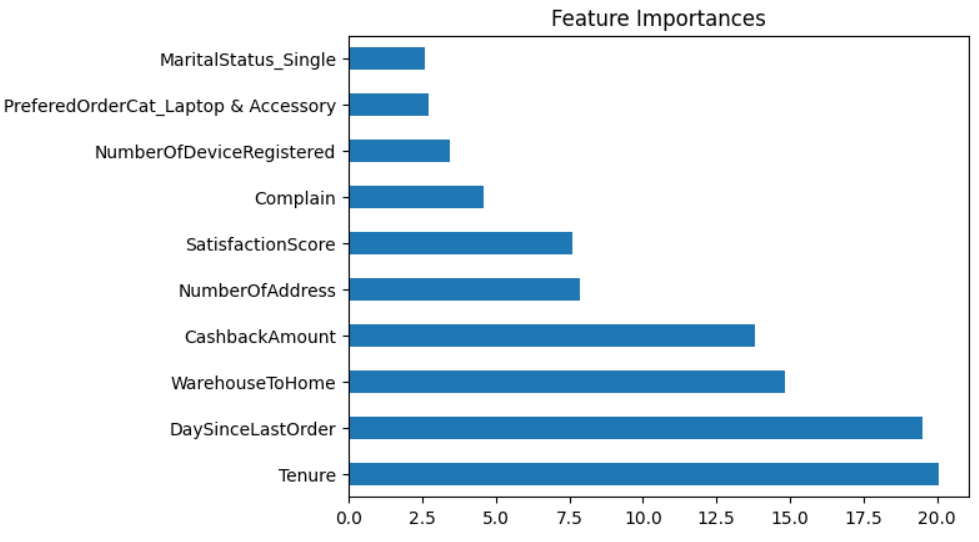 Feature Importances
MaritalStatus_Single
PreferedOrderCat_Laptop & Accessory
NumberOfDeviceRegistered
Complain
SatisfactionScore
NumberOfAddress
CashbackAmount
WarehouseToHome
DaySinceLastOrder
Tenure
0.0 2.5 5.0 7.5 10.0 12.5 15.0 17.5 20.0